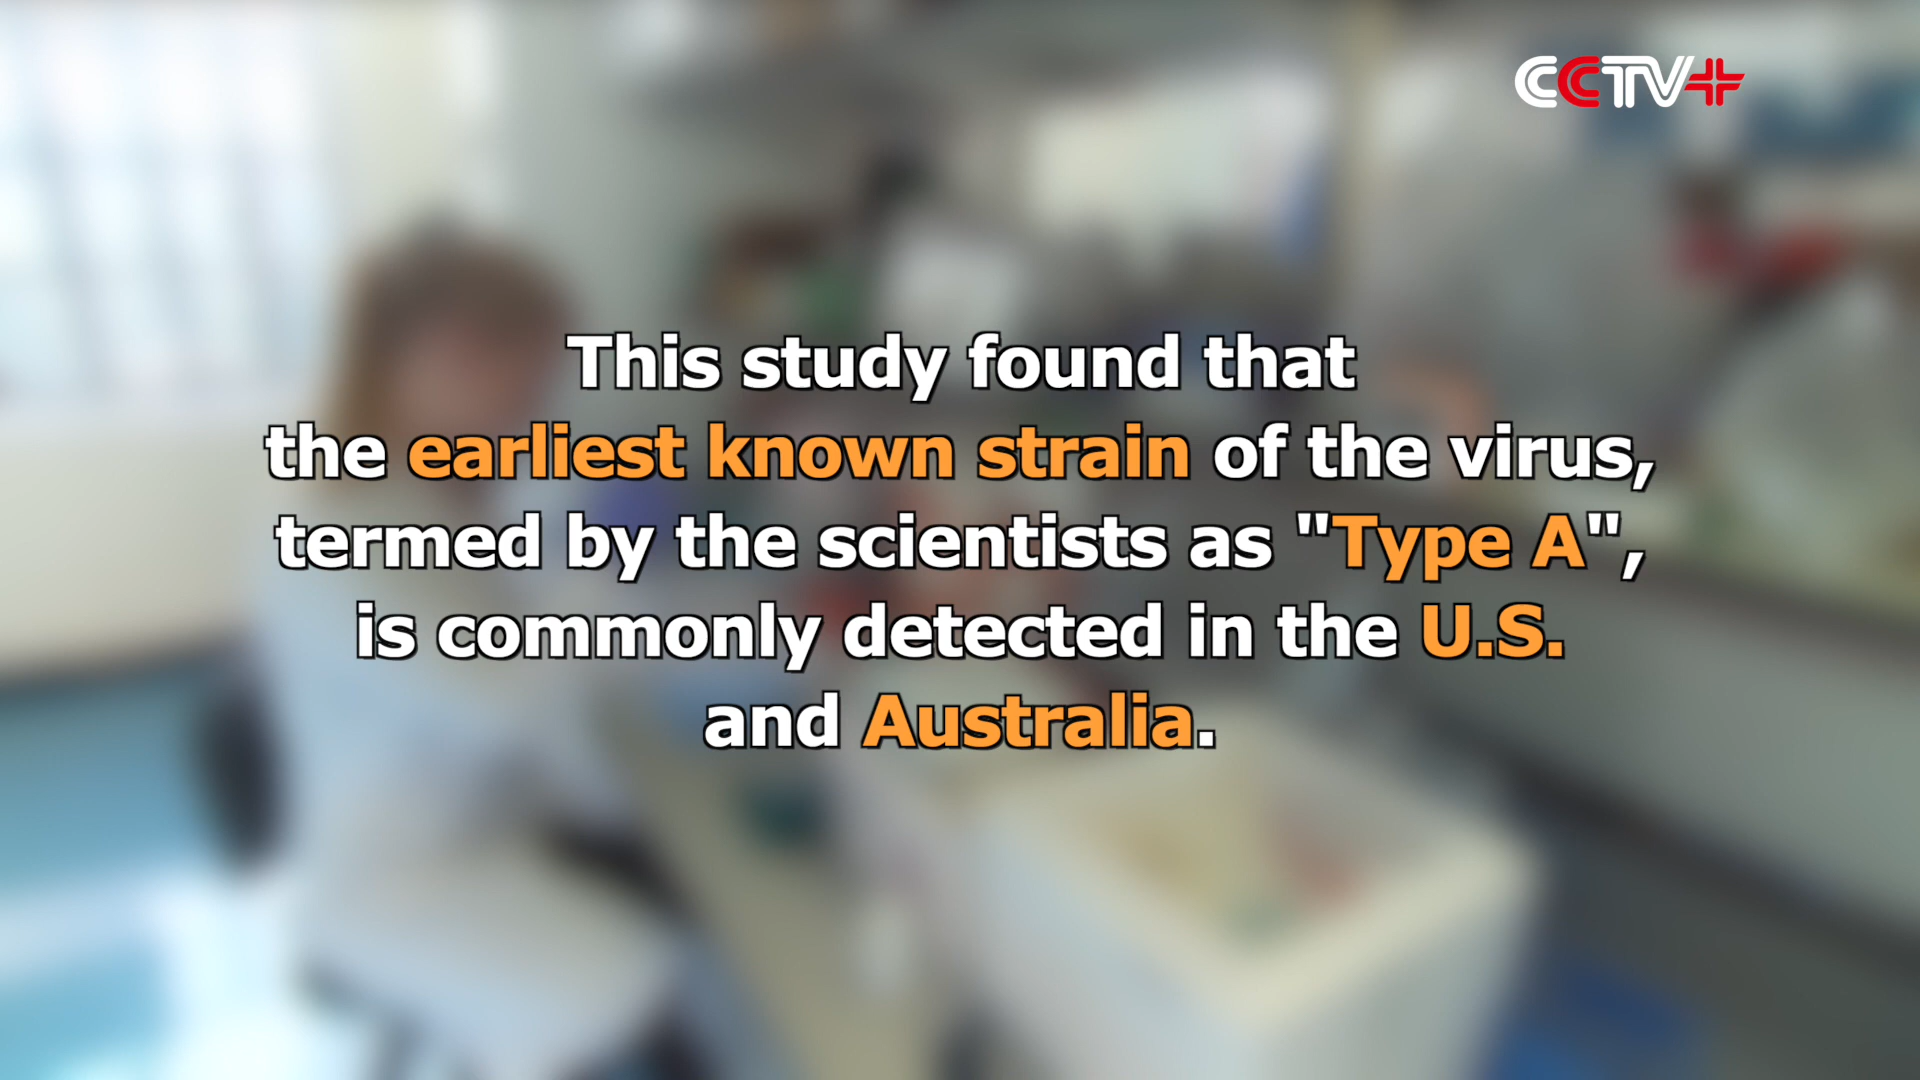 CCTV+
This study found that
the earliest known strain of the virus,
termed by the scientists as "Type A",
is commonly detected in the U.S.
and Australia.